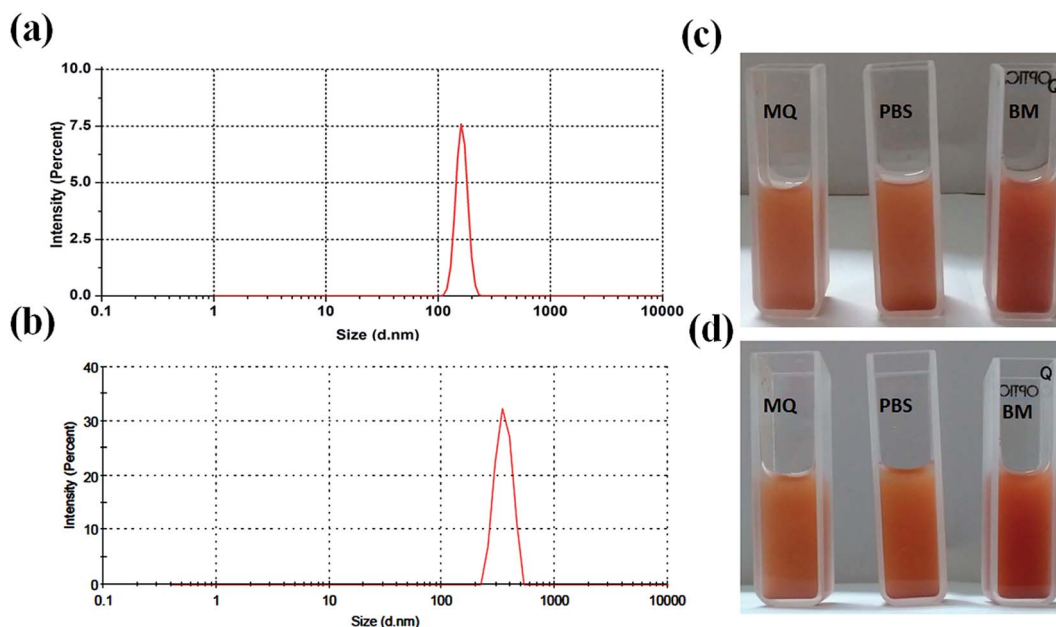 (a)
10.0
7.5
5.0
2.5
0.0
Intensity (Percent)
0.1 1 10 100 1000 10000
Size (d.nm)
(b)
40
30
20
10
0
Intensity (Percent)
0.1 1 10 100 1000 10000
Size (d.nm)
(c)
MQ PBS BM
OPTIC
Q
(d)
MQ PBS BM
Q
OPTIC